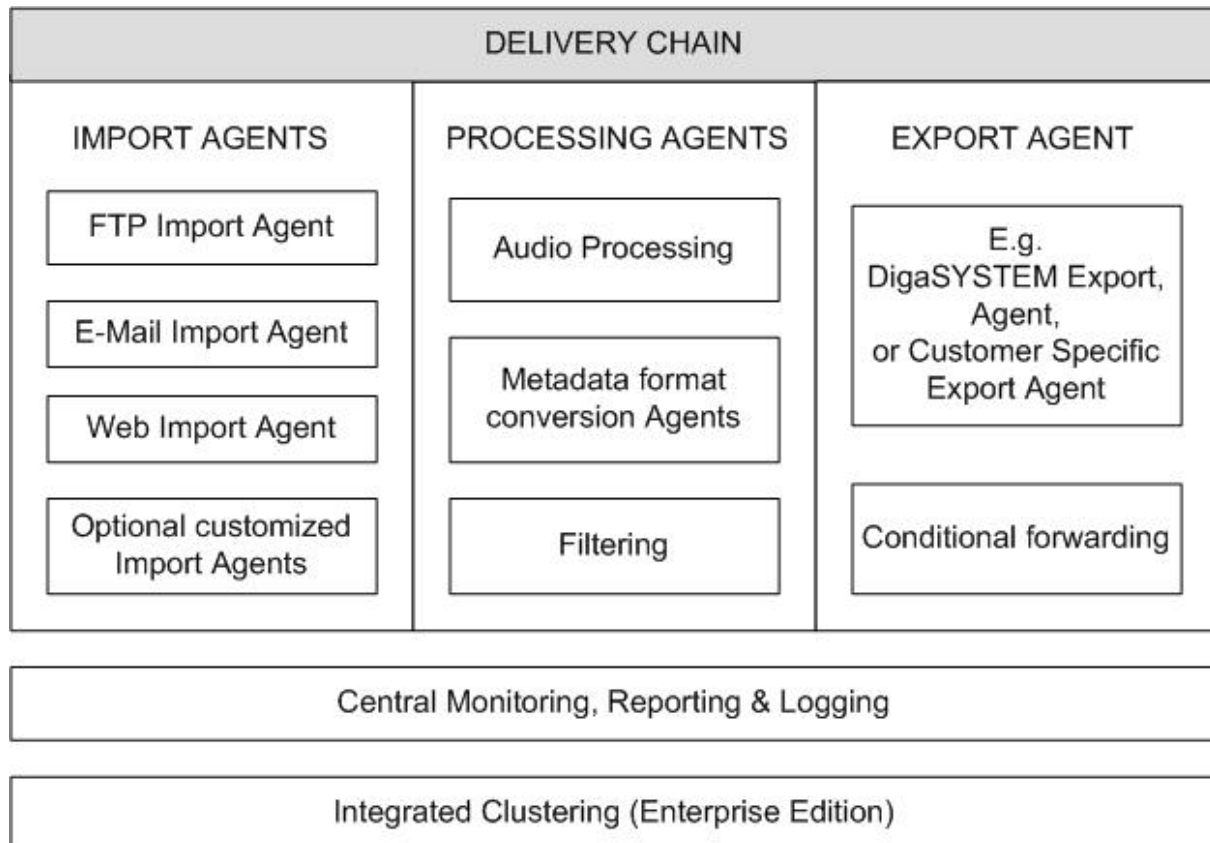 DELIVERY CHAIN
IMPORT AGENTS
FTP Import Agent
E-Mail Import Agent
Web Import Agent
Optional customized
Import Agents
PROCESSING AGENTS
Audio Processing
Metadata format
conversion Agents
Filtering
EXPORT AGENT
E.g.
DigaSYSTEM Export,
Agent,
or Customer Specific
Export Agent
Conditional forwarding
Central Monitoring, Reporting & Logging
Integrated Clustering (Enterprise Edition)